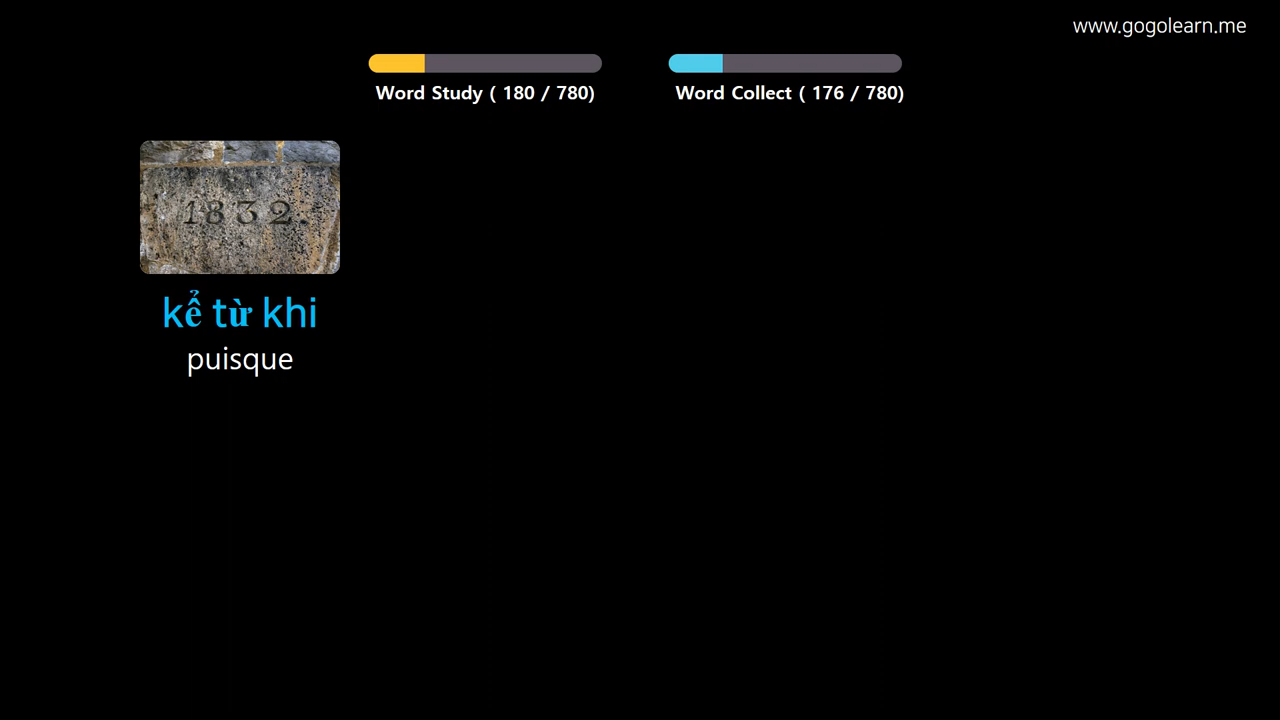 www.gogolearn.me
Word Study ( 180 / 780)
Word Collect ( 176 / 780)
1832.
kể từ khi
puisque